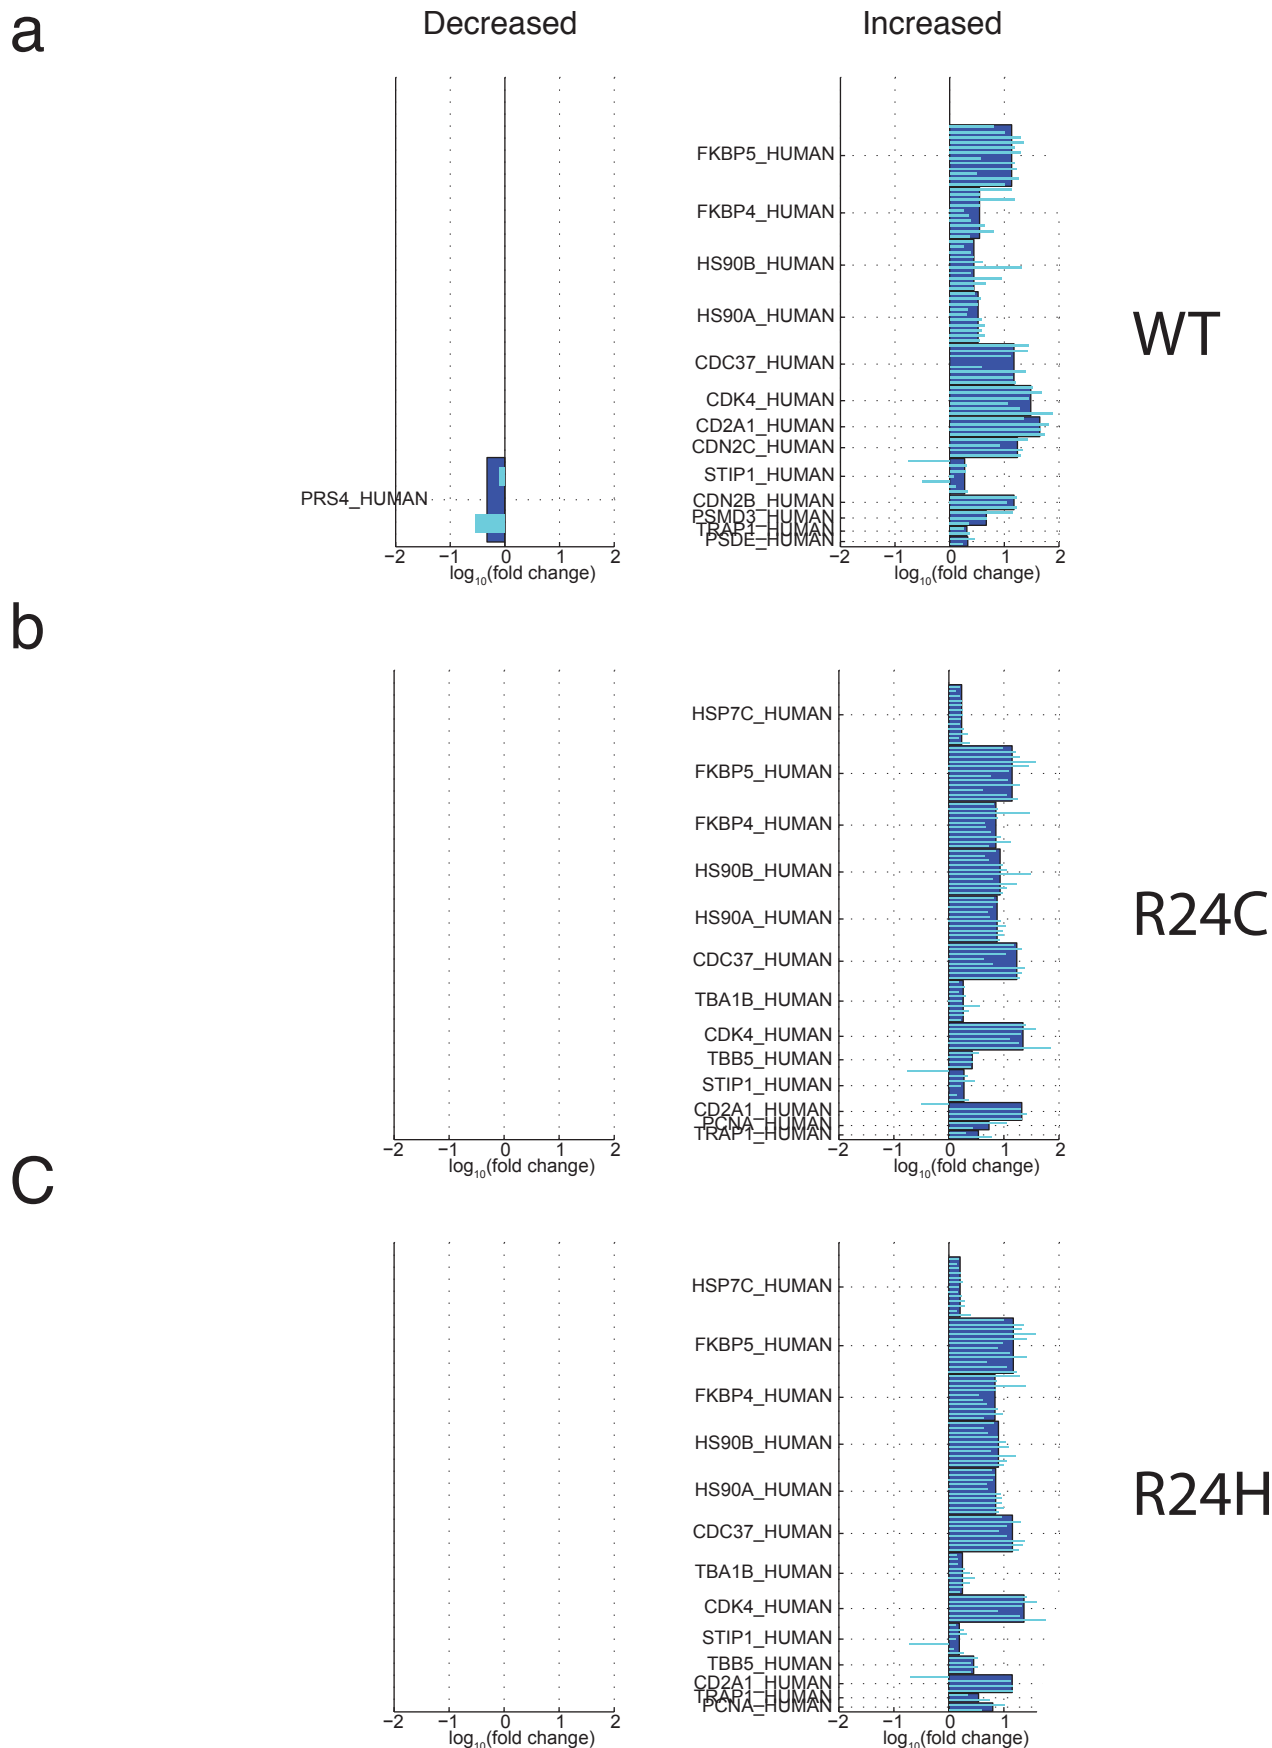 a
Decreased
Increased
FKBP5_HUMAN
FKBP4_HUMAN
HS90B_HUMAN
HS90A_HUMAN
WT
CDC37_HUMAN
CDK4_HUMAN
CD2A1_HUMAN
CDN2C_HUMAN
STIP1_HUMAN
PRS4_HUMAN
CDN2B_HUMAN
PSMD3_HUMAN
TRAP1_HUMAN
PSDE_HUMAN
−2 −1 0 1 2
−2 −1 0 1 2
log10(fold change)
log10(fold change)
b
HSP7C_HUMAN
FKBP5_HUMAN
FKBP4_HUMAN
HS90B_HUMAN
HS90A_HUMAN
R24C
CDC37_HUMAN
TBA1B_HUMAN
CDK4_HUMAN
TBB5_HUMAN
STIP1_HUMAN
CD2A1_HUMAN
PCNA_HUMAN
TRAP1_HUMAN
−2 −1 0 1 2
−2 −1 0 1 2
log10(fold change)
log10(fold change)
C
HSP7C_HUMAN
FKBP5_HUMAN
FKBP4_HUMAN
HS90B_HUMAN
HS90A_HUMAN
R24H
CDC37_HUMAN
TBA1B_HUMAN
CDK4_HUMAN
STIP1_HUMAN
TBB5_HUMAN
CD2A1_HUMAN
TRAP1_HUMAN
PCNA_HUMAN
−2 −1 0 1 2
−2 −1 0 1 2
log10(fold change)
log10(fold change)